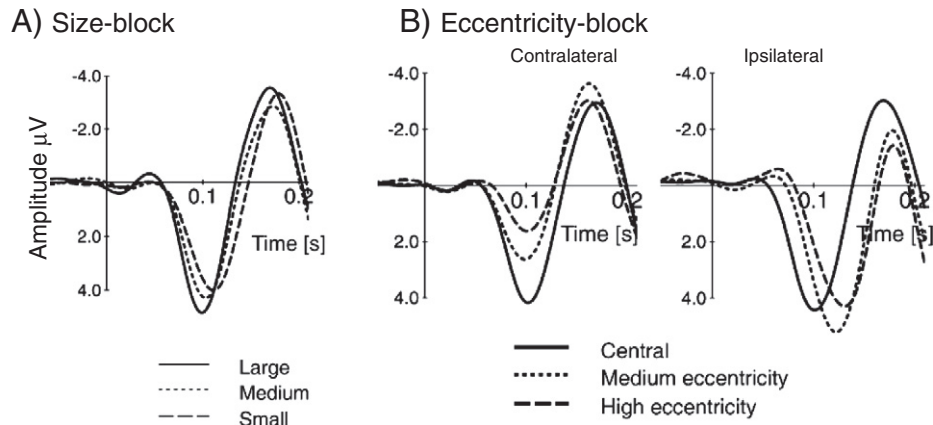 A) Size-block
B) Eccentricity-block
Contralateral
Ipsilateral
Amplitude µV
-4.0
-2.0
2.0
4.0
0.1
0.2
Time [s]
-4.0
-2.0
2.0
4.0
0.1
0.2
Time [s]
-4.0
-2.0
2.0
4.0
0.1
0.2
Time [s]
Large
Medium
Small
Central
Medium eccentricity
High eccentricity